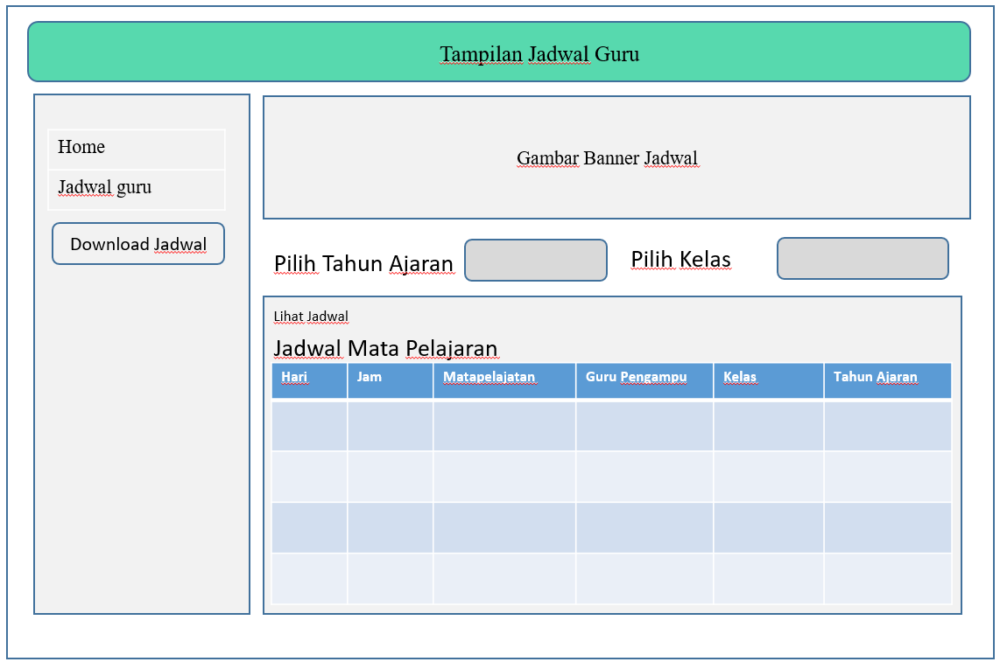 Tampilan Jadwal Guru
Home
Jadwal guru
Download Jadwal
Gambar Banner Jadwal
Pilih Tahun Ajaran
Pilih Kelas
Lihat Jadwal
Jadwal Mata Pelajaran
Hari Jam Matapelajatan Guru Pengampu Kelas Tahun Ajaran